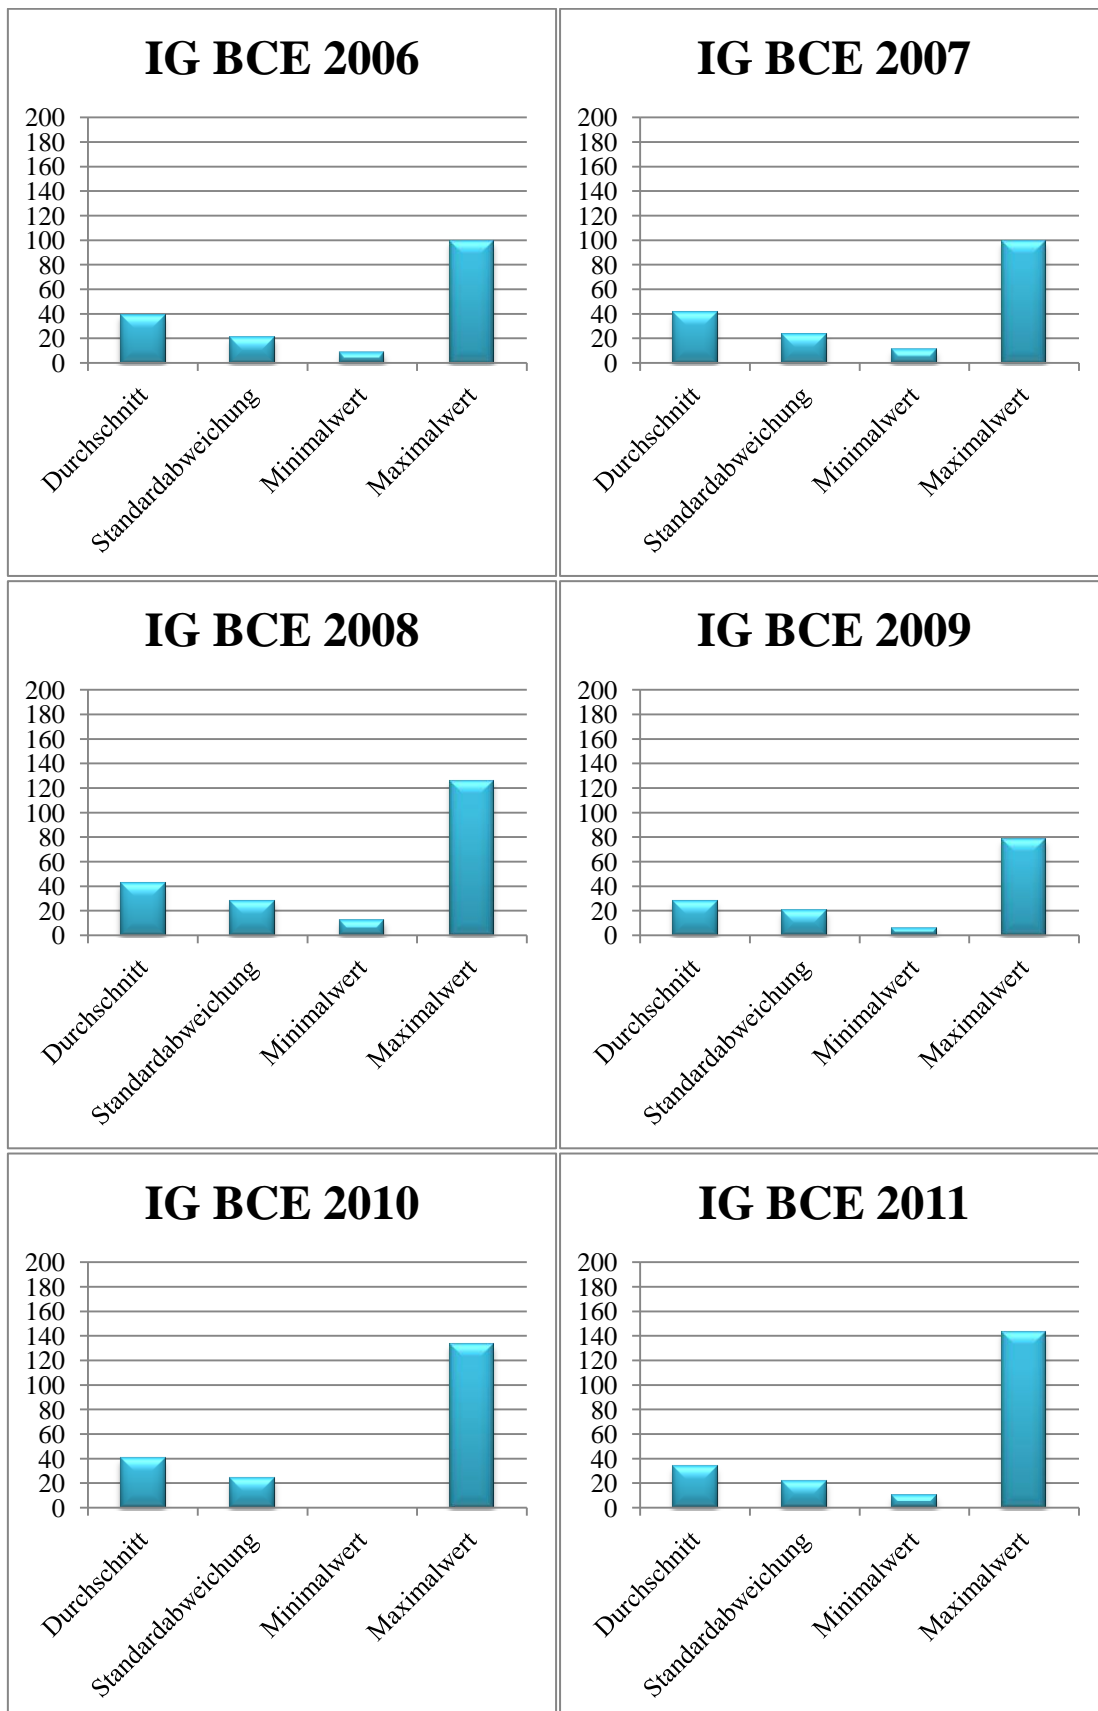 IG BCE 2006
200
180
160
140
120
100
80
60
40
20
0
Durchschnitt
Standardabweichung
Minimalwert
Maximalwert
IG BCE 2007
200
180
160
140
120
100
80
60
40
20
0
Durchschnitt
Standardabweichung
Minimalwert
Maximalwert
IG BCE 2008
200
180
160
140
120
100
80
60
40
20
0
Durchschnitt
Standardabweichung
Minimalwert
Maximalwert
IG BCE 2009
200
180
160
140
120
100
80
60
40
20
0
Durchschnitt
Standardabweichung
Minimalwert
Maximalwert
IG BCE 2010
200
180
160
140
120
100
80
60
40
20
0
Durchschnitt
Standardabweichung
Minimalwert
Maximalwert
IG BCE 2011
200
180
160
140
120
100
80
60
40
20
0
Durchschnitt
Standardabweichung
Minimalwert
Maximalwert